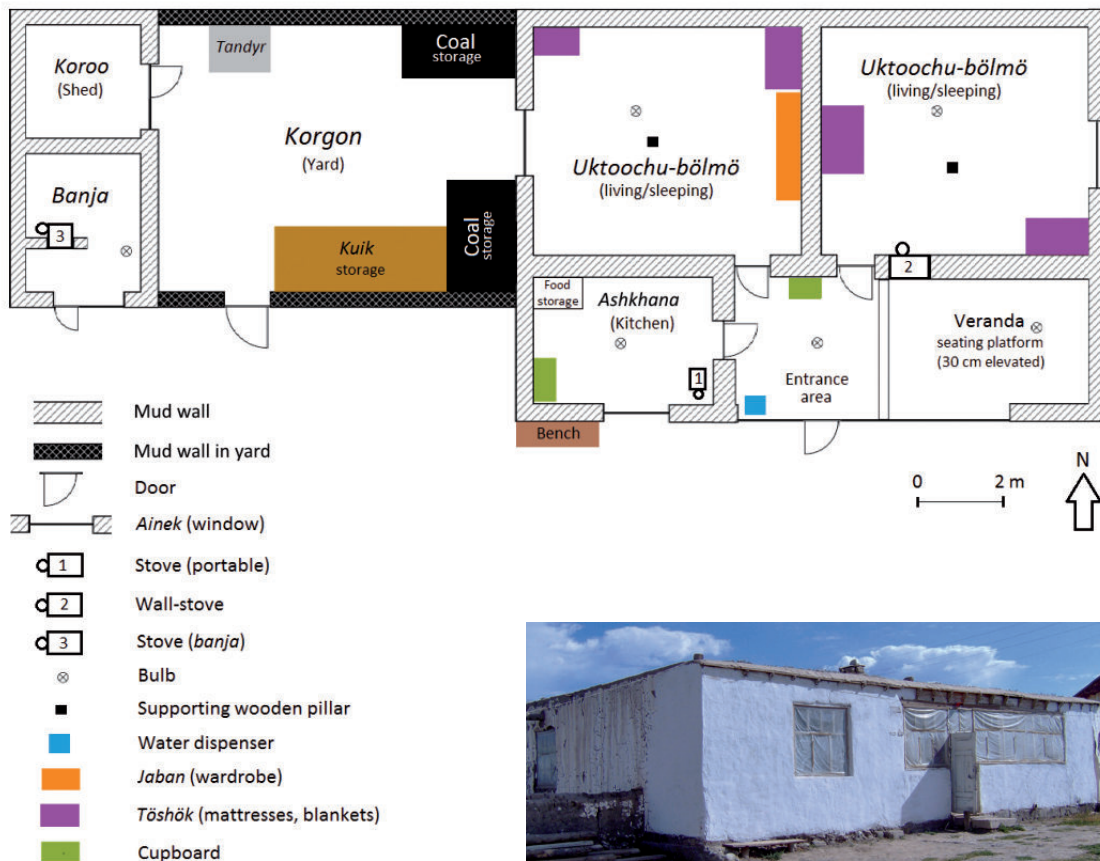 Koroo
(Shed)
Tandyr
Coal
storage
Korgon
(Yard)
Uktoochu-bölmö
(living/sleeping)
Uktoochu-bölmö
(living/sleeping)
Banja
3
Kuik
storage
Coal
storage
Food
storage
Ashkhana
(Kitchen)
1
2
Veranda
seating platform
(30 cm elevated)
Entrance
area
Bench
0 2 m
N
Mud wall
Mud wall in yard
Door
Ainek (window)
1 Stove (portable)
2 Wall-stove
3 Stove (banja)
Bulb
Supporting wooden pillar
Water dispenser
Jaban (wardrobe)
Töshök (mattresses, blankets)
Cupboard